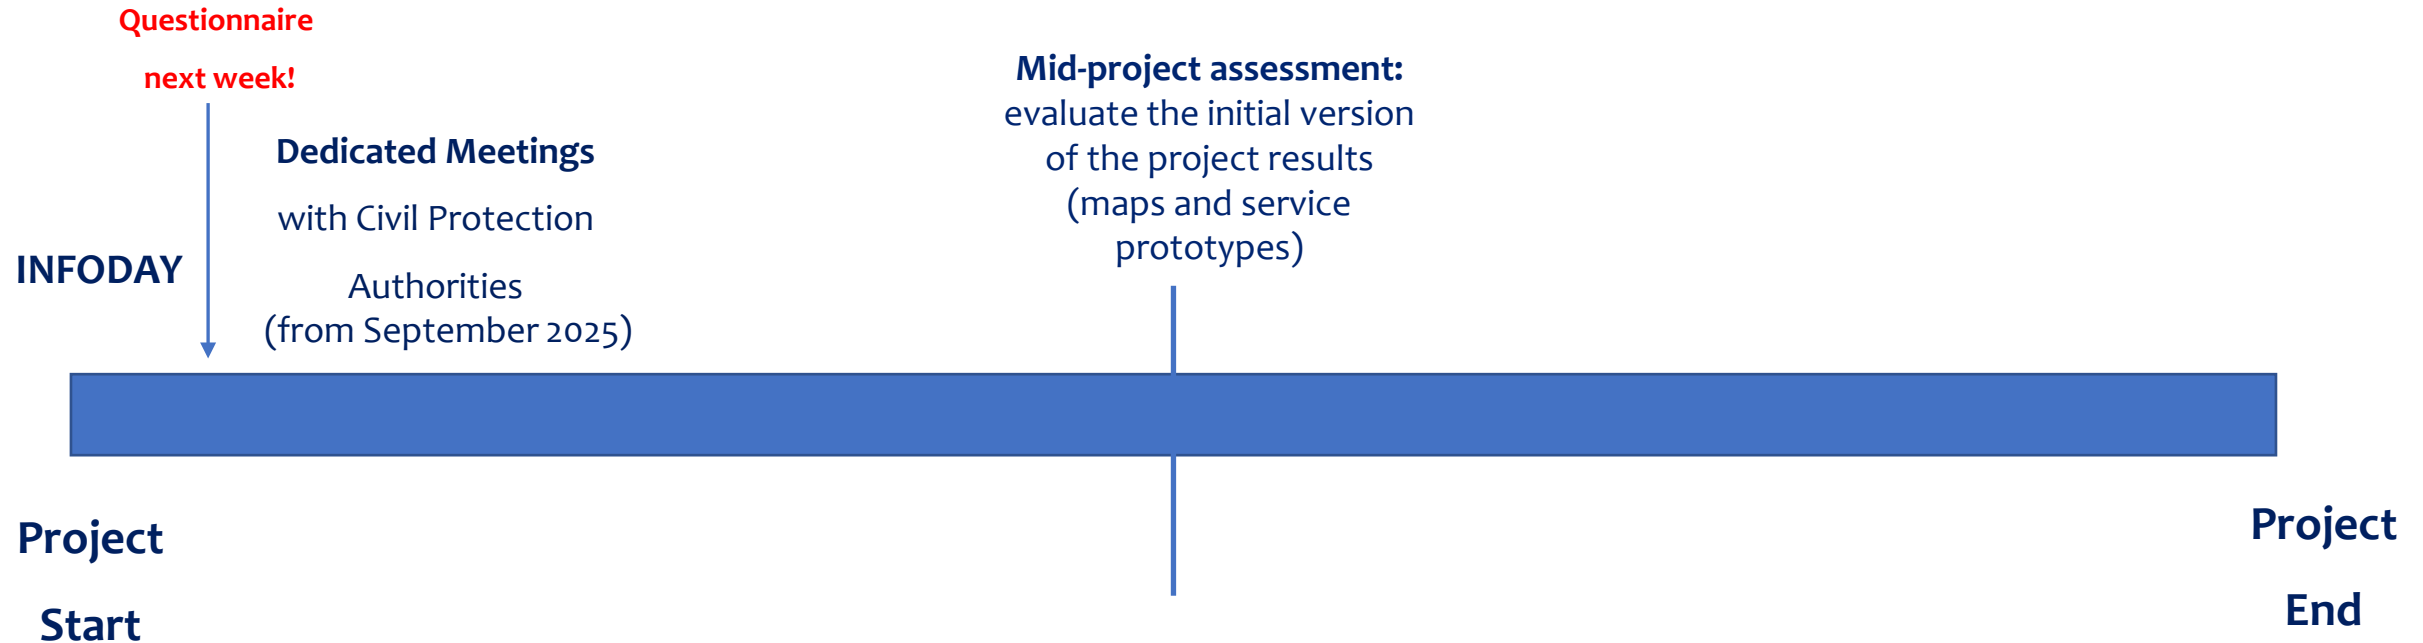 Questionnaire
next week!
INFODAY
Dedicated Meetings
with Civil Protection
Authorities
(from September 2025)
Mid-project assessment:
evaluate the initial version
of the project results
(maps and service
prototypes)
Project
Start
Project
End